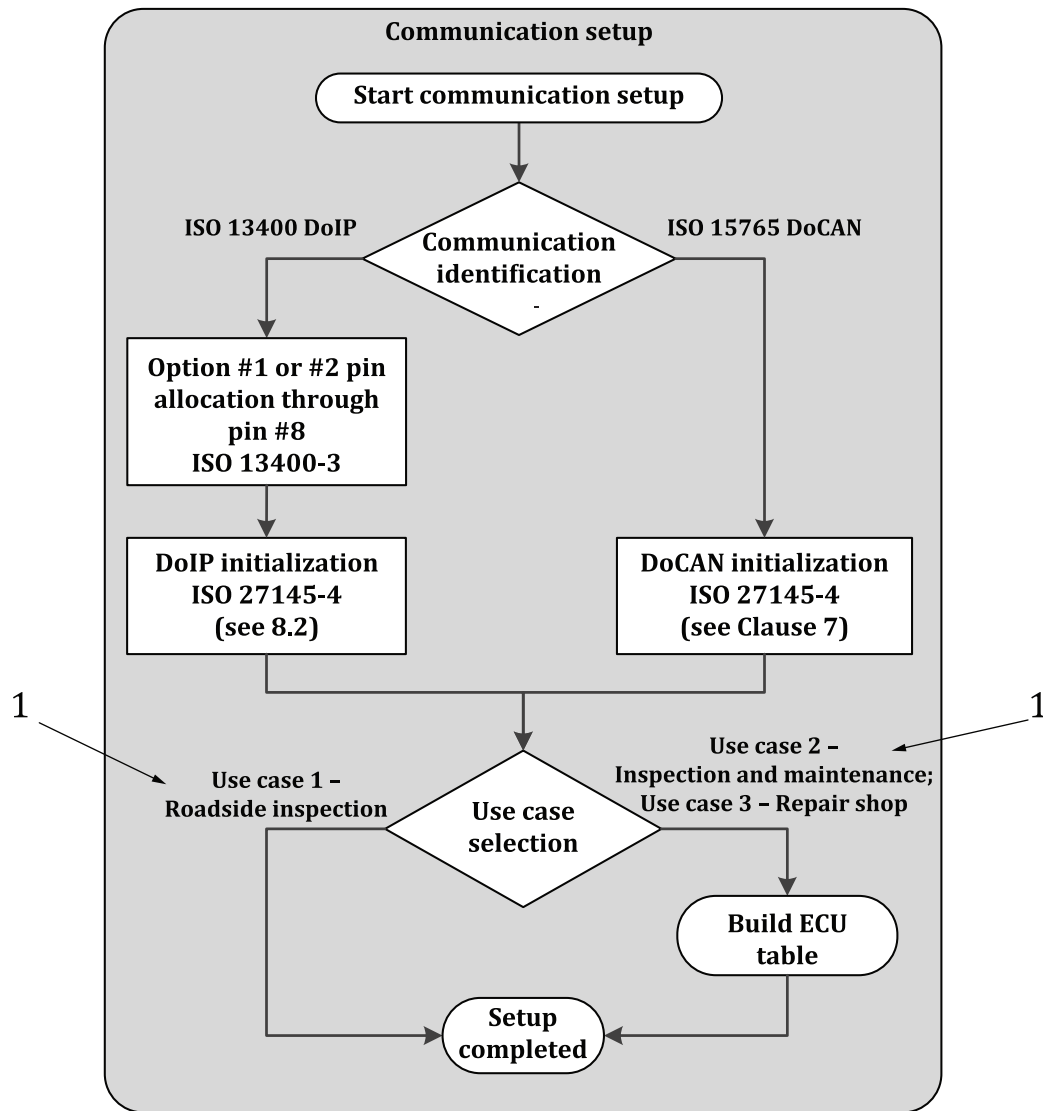 Communication setup
Start communication setup
ISO 13400 DoIP
ISO 15765 DoCAN
Communication
identification
-
Option #1 or #2 pin
allocation through
pin #8
ISO 13400-3
DoIP initialization
ISO 27145-4
(see 8.2)
DoCAN initialization
ISO 27145-4
(see Clause 7)
1
1
Use case 1 –
Roadside inspection
Use case 2 –
Inspection and maintenance;
Use case 3 – Repair shop
Use case
selection
Build ECU
table
Setup
completed